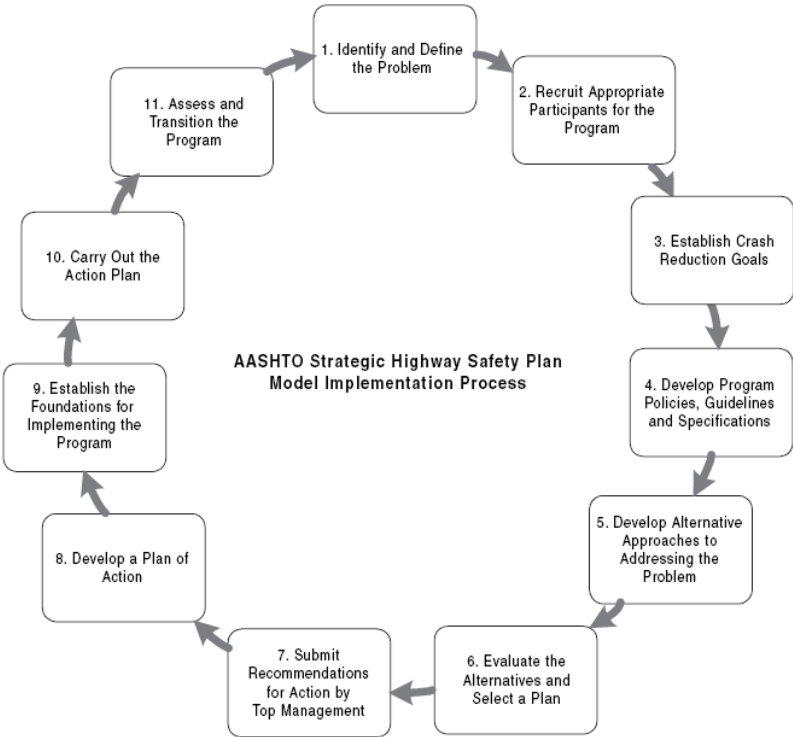 1. Identify and Define
the Problem
2. Recruit Appropriate
Participants for the
Program
3. Establish Crash
Reduction Goals
4. Develop Program
Policies, Guidelines
and Specifications
5. Develop Alternative
Approaches to
Addressing the
Problem
6. Evaluate the
Alternatives and
Select a Plan
7. Submit
Recommendations
for Action by
Top Management
8. Develop a Plan of
Action
9. Establish the
Foundations for
Implementing the
Program
10. Carry Out the
Action Plan
11. Assess and
Transition the
Program
AASHTO Strategic Highway Safety Plan
Model Implementation Process